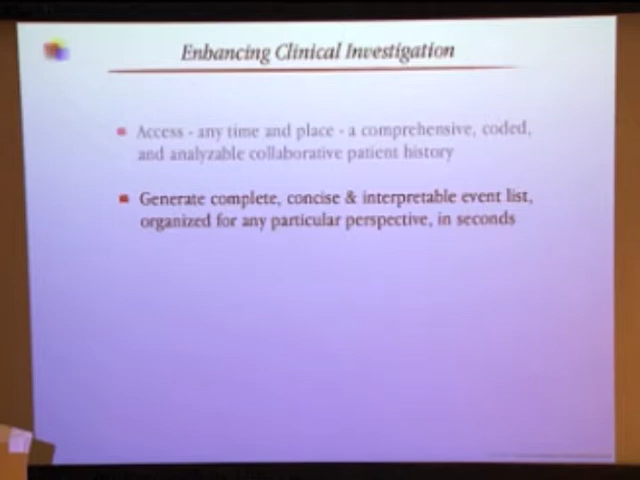 Enhancing Clinical Investigation
Access - any time and place - a comprehensive, coded,
and analyzable collaborative patient history
Generate complete, concise & interpretable event list,
organized for any particular perspective, in seconds